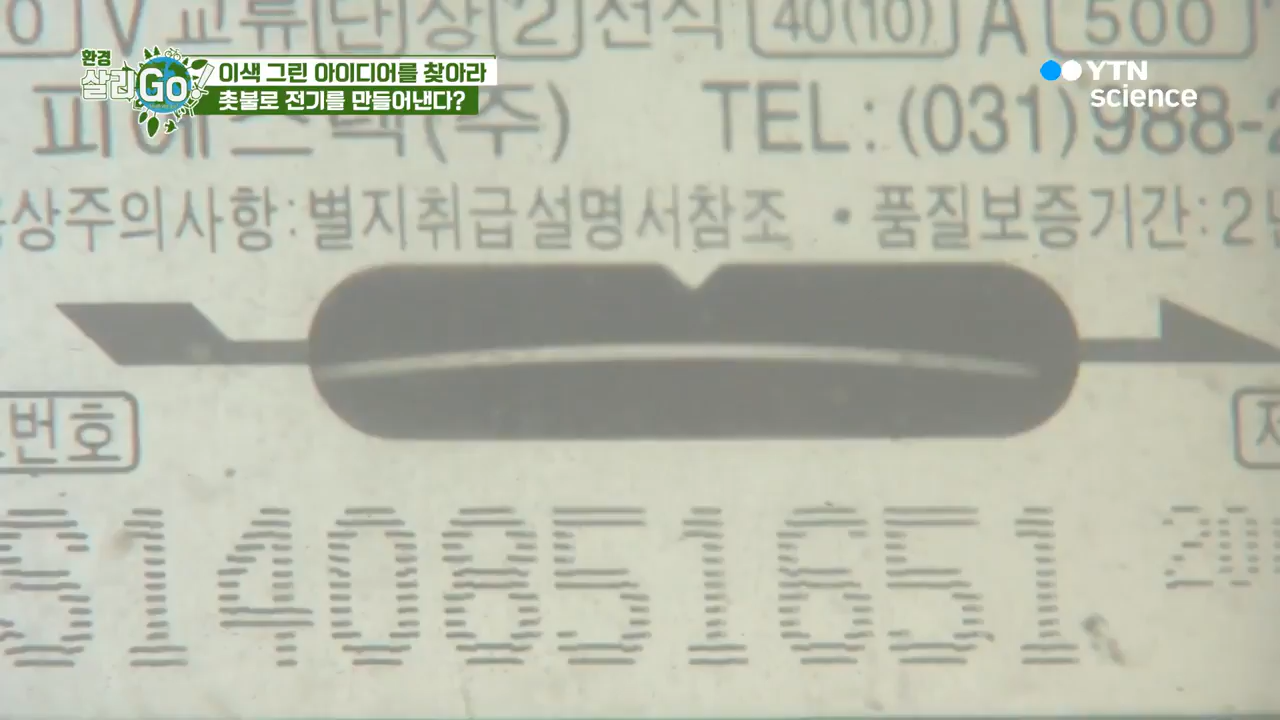 V 교류 단 상 2 선식 40(10) A 500
환경
살리Go!
이색 그린 아이디어를 찾아라
촛불로 전기를 만들어낸다?
YTN
science
피에스텍(주) TEL: (031) 988-2
상주의사항: 별지취급설명서참조 • 품질보증기간: 2년
번호
S140851651